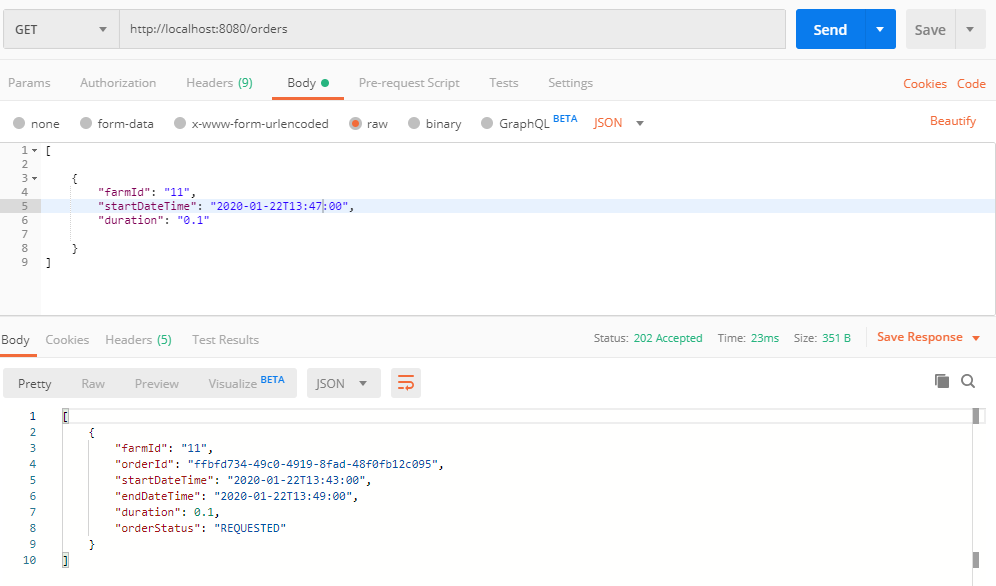 GET http://localhost:8080/orders Send Save
Params Authorization Headers (9) Body Pre-request Script Tests Settings Cookies Code
none form-data x-www-form-urlencoded raw binary GraphQL BETA JSON Beautify
1 [
2
3 {
4 "farmId": "11",
5 "startDateTime": "2020-01-22T13:47:00",
6 "duration": "0.1"
7
8 }
9 ]
Body Cookies Headers (5) Test Results Status: 202 Accepted Time: 23ms Size: 351 B Save Response
Pretty Raw Preview Visualize BETA JSON
1 [
2 {
3 "farmId": "11",
4 "orderId": "ffbfd734-49c0-4919-8fad-48f0fb12c095",
5 "startDateTime": "2020-01-22T13:43:00",
6 "endDateTime": "2020-01-22T13:49:00",
7 "duration": 0.1,
8 "orderStatus": "REQUESTED"
9 }
10 ]